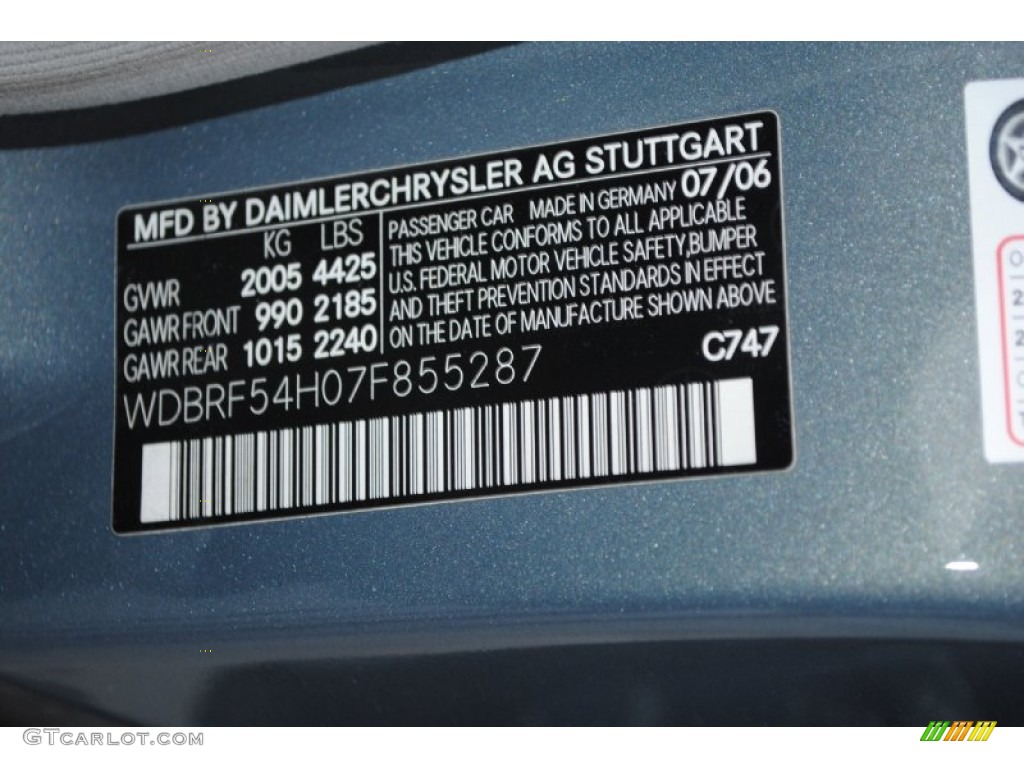 MFD BY DAIMLERCHRYSLER AG STUTTGART
KG LBS
GVWR 2005 4425
GAWR FRONT 990 2185
GAWR REAR 1015 2240
PASSENGER CAR MADE IN GERMANY 07/06
THIS VEHICLE CONFORMS TO ALL APPLICABLE
U.S. FEDERAL MOTOR VEHICLE SAFETY,BUMPER
AND THEFT PREVENTION STANDARDS IN EFFECT
ON THE DATE OF MANUFACTURE SHOWN ABOVE
C747
WDBRF54H07F855287
GTCARLOT.COM